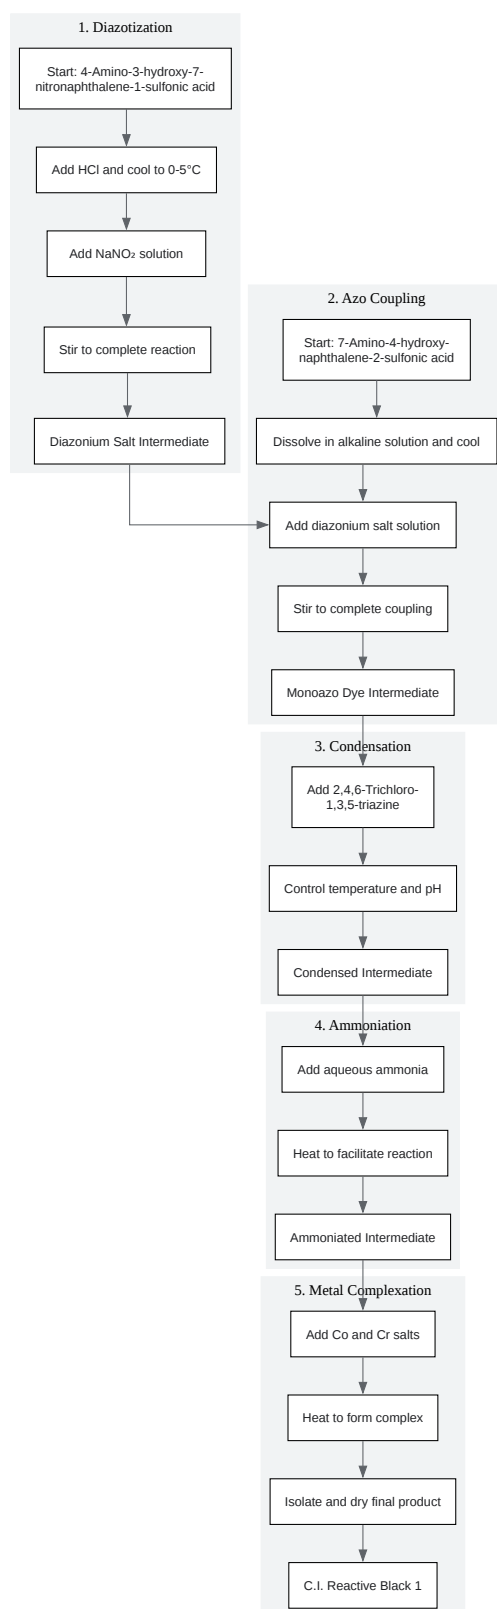 1. Diazotization
Start: 4-Amino-3-hydroxy-7-
nitronaphthalene-1-sulfonic acid
Add HCl and cool to 0-5°C
Add NaNO₂ solution
Stir to complete reaction
Diazonium Salt Intermediate
2. Azo Coupling
Start: 7-Amino-4-hydroxy-
naphthalene-2-sulfonic acid
Dissolve in alkaline solution and cool
Add diazonium salt solution
Stir to complete coupling
Monoazo Dye Intermediate
3. Condensation
Add 2,4,6-Trichloro-
1,3,5-triazine
Control temperature and pH
Condensed Intermediate
4. Ammoniation
Add aqueous ammonia
Heat to facilitate reaction
Ammoniated Intermediate
5. Metal Complexation
Add Co and Cr salts
Heat to form complex
Isolate and dry final product
C.I. Reactive Black 1